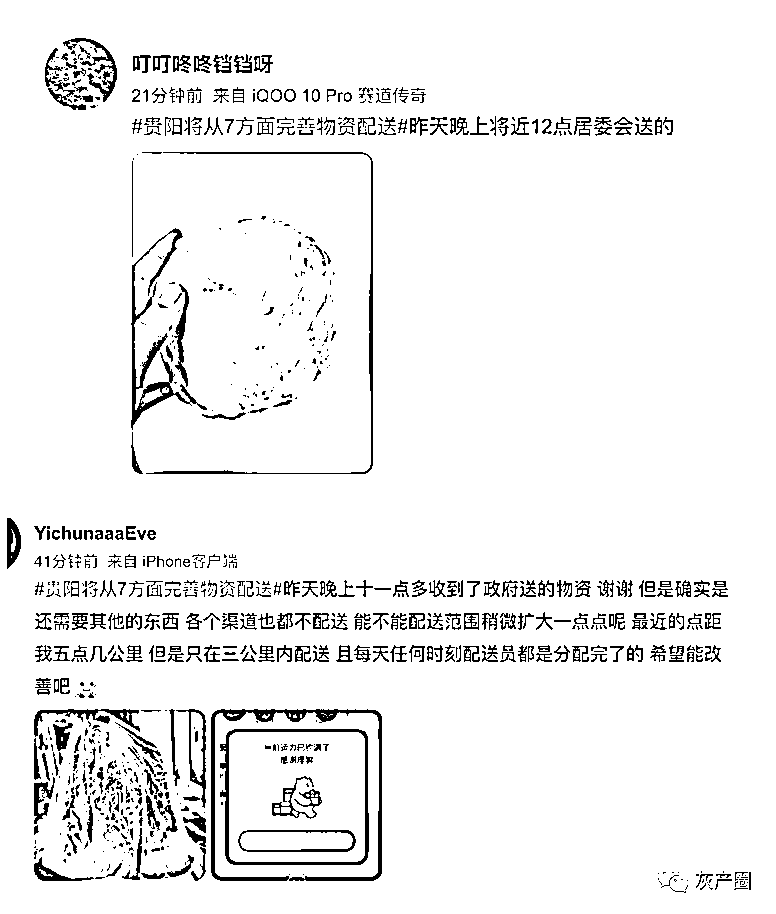 叮叮咚咚铛铛呀
21分钟前 来自 iQOO 10 Pro 赛道传奇
#贵阳将从7方面完善物资配送#昨天晚上将近12点居委会送的
YichunaaaEve
41分钟前 来自 iPhone客户端
#贵阳将从7方面完善物资配送#昨天晚上十一点多收到了政府送的物资 谢谢 但是确实是
还需要其他的东西 各个渠道也都不配送 能不能配送范围稍微扩大一点点呢 最近的点距
我五点几公里 但是只在三公里内配送 且每天任何时刻配送员都是分配完了的 希望能改
善吧
灰产圈